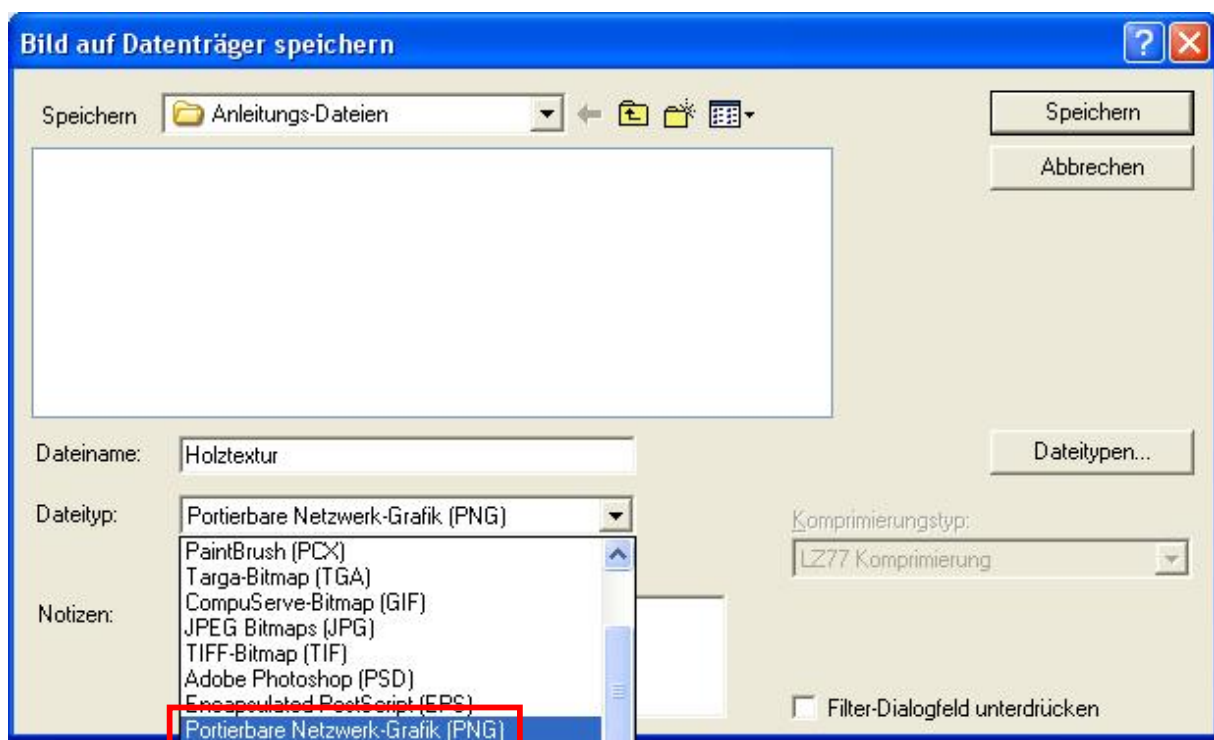 Bild auf Datenträger speichern
Speichern
Anleitungs-Dateien
Speichern
Abbrechen
Dateiname:
Holztextur
Dateitypen...
Dateityp:
Portierbare Netzwerk-Grafik (PNG)
Komprimierungstyp:
LZ77 Komprimierung
PaintBrush (PCX)
Targa-Bitmap (TGA)
CompuServe-Bitmap (GIF)
JPEG Bitmaps (JPG)
TIFF-Bitmap (TIF)
Adobe Photoshop (PSD)
Encapsulated PostScript (EPS)
Portierbare Netzwerk-Grafik (PNG)
Notizen:
Filter-Dialogfeld unterdrücken